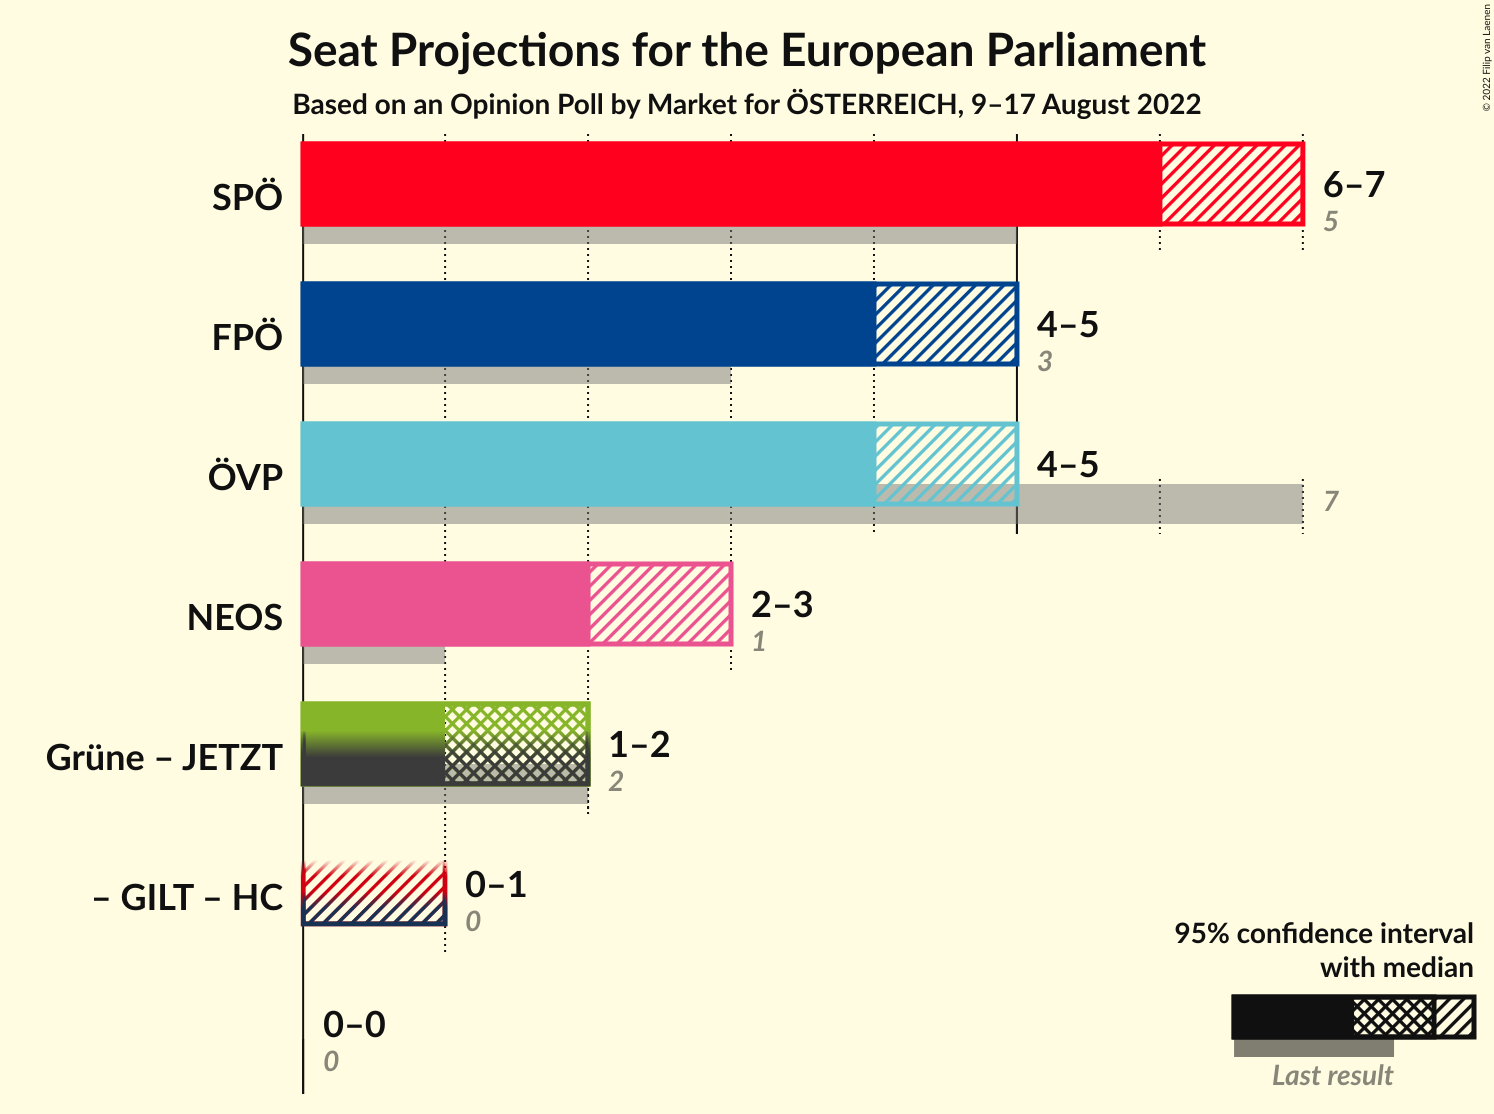 Seat Projections for the European Parliament
Based on an Opinion Poll by Market for ÖSTERREICH, 9–17 August 2022
© 2022 Filip van Laenen
SPÖ
6–7
5
FPÖ
4–5
3
ÖVP
4–5
7
NEOS
2–3
1
Grüne – JETZT
1–2
2
– GILT – HC
0–1
0
0–0
0
95% confidence interval
with median
Last result